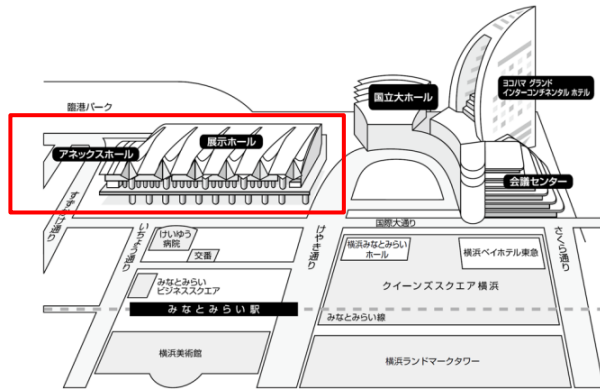 臨港パーク
アネックスホール
展示ホール
国立大ホール
ヨコハマ グランド
インターコンチネンタル ホテル
会議センター
すずかけ通り
いちょう通り
けやき通り
国際大通り
さくら通り
けいゆう
病院
交番
横浜みなとみらい
ホール
横浜ベイホテル東急
みなとみらい
ビジネススクエア
クイーンズスクエア横浜
みなとみらい駅
みなとみらい線
横浜美術館
横浜ランドマークタワー